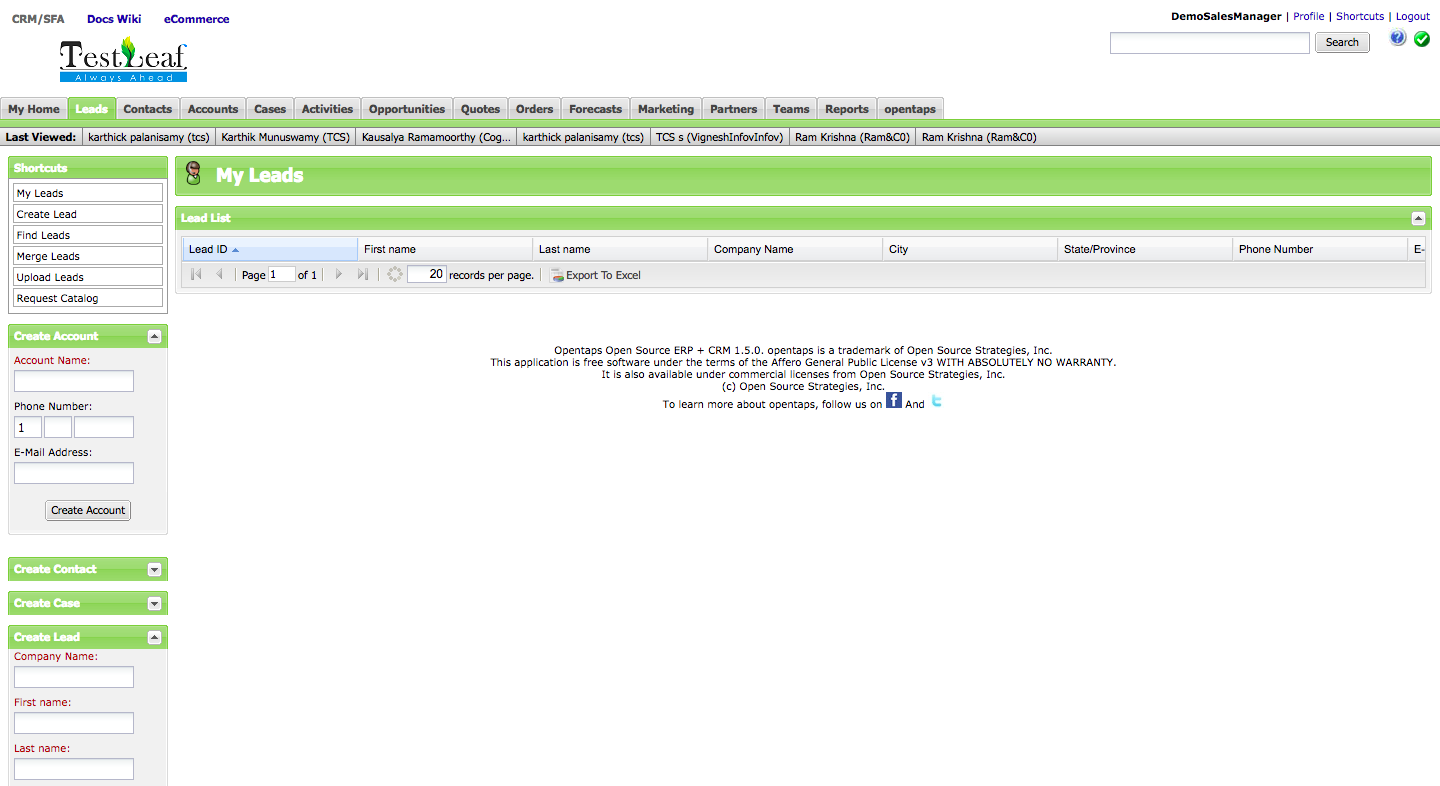 CRM/SFA Docs Wiki eCommerce
DemoSalesManager | Profile | Shortcuts | Logout
Search
TestLeaf
Always Ahead
My Home Leads Contacts Accounts Cases Activities Opportunities Quotes Orders Forecasts Marketing Partners Teams Reports opentaps
Last Viewed: karthick palanisamy (tcs) Karthik Munuswamy (TCS) Kausalya Ramamoorthy (Cog... karthick palanisamy (tcs) TCS s (VigneshInfovInfov) Ram Krishna (Ram&C0) Ram Krishna (Ram&C0)
Shortcuts
My Leads
Create Lead
Find Leads
Merge Leads
Upload Leads
Request Catalog
Create Account
Account Name:
Phone Number:
1
E-Mail Address:
Create Account
Create Contact
Create Case
Create Lead
Company Name:
First name:
Last name:
My Leads
Lead List
Lead ID First name Last name Company Name City State/Province Phone Number E-
Page 1 of 1 20 records per page. Export To Excel
Opentaps Open Source ERP + CRM 1.5.0. opentaps is a trademark of Open Source Strategies, Inc.
This application is free software under the terms of the Affero General Public License v3 WITH ABSOLUTELY NO WARRANTY.
It is also available under commercial licenses from Open Source Strategies, Inc.
(c) Open Source Strategies, Inc.
To learn more about opentaps, follow us on f And t